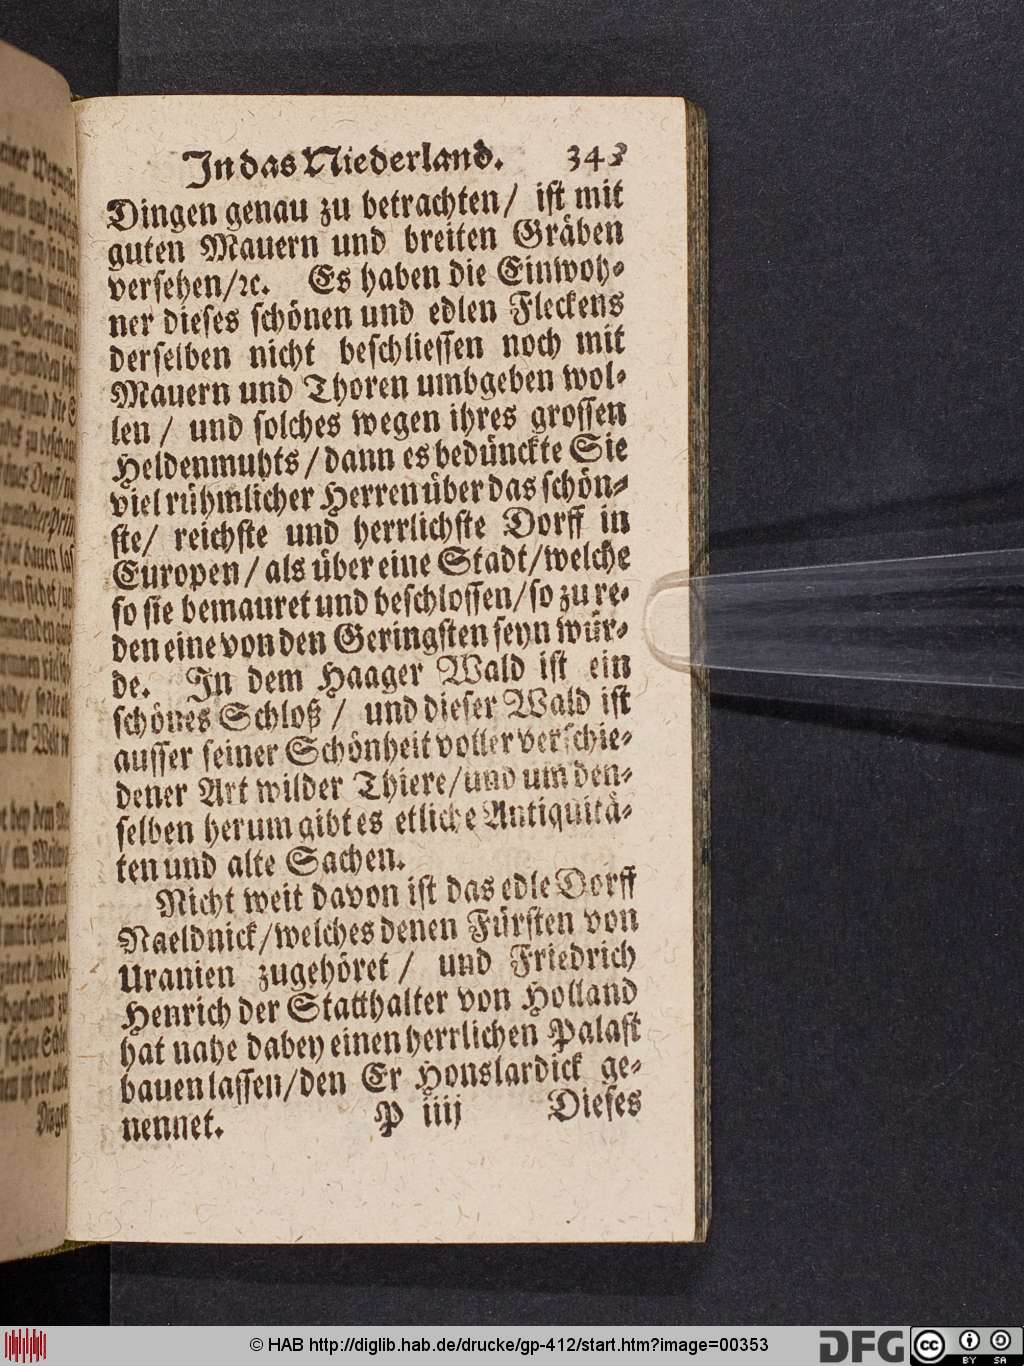 In das Niederland. 343
Dingen genau zu betrachten/ ist mit
guten Mauern und breiten Gräben
versehen/ꝛc. Es haben die Einwoh-
ner dieses schönen und edlen Fleckens
derselben nicht beschliessen noch mit
Mauern und Thoren umbgeben wol-
len / und solches wegen ihres grossen
Heldenmuhts / dann es bedünckte Sie
viel rühmlicher Herren über das schön-
ste/ reichste und herrlichste Dorff in
Europen / als über eine Stadt/welche
so sie bemauret und beschlossen/so zu re-
den eine von den Geringsten seyn wür-
de. In dem Haager Wald ist ein
schönes Schloß / und dieser Wald ist
ausser seiner Schönheit voller verschie-
dener Art wilder Thiere/und um den-
selben herum gibt es etliche Antiquitä-
ten und alte Sachen.
Nicht weit davon ist das edle Dorff
Naeldnick/welches denen Fürsten von
Uranien zugehöret / und Friedrich
Henrich der Statthalter von Holland
hat nahe dabey einen herrlichen Palast
bauen lassen/den Er Honslardick ge-
nennet. P iiij Dieses
© HAB http://diglib.hab.de/drucke/gp-412/start.htm?image=00353
DFG cc BY SA